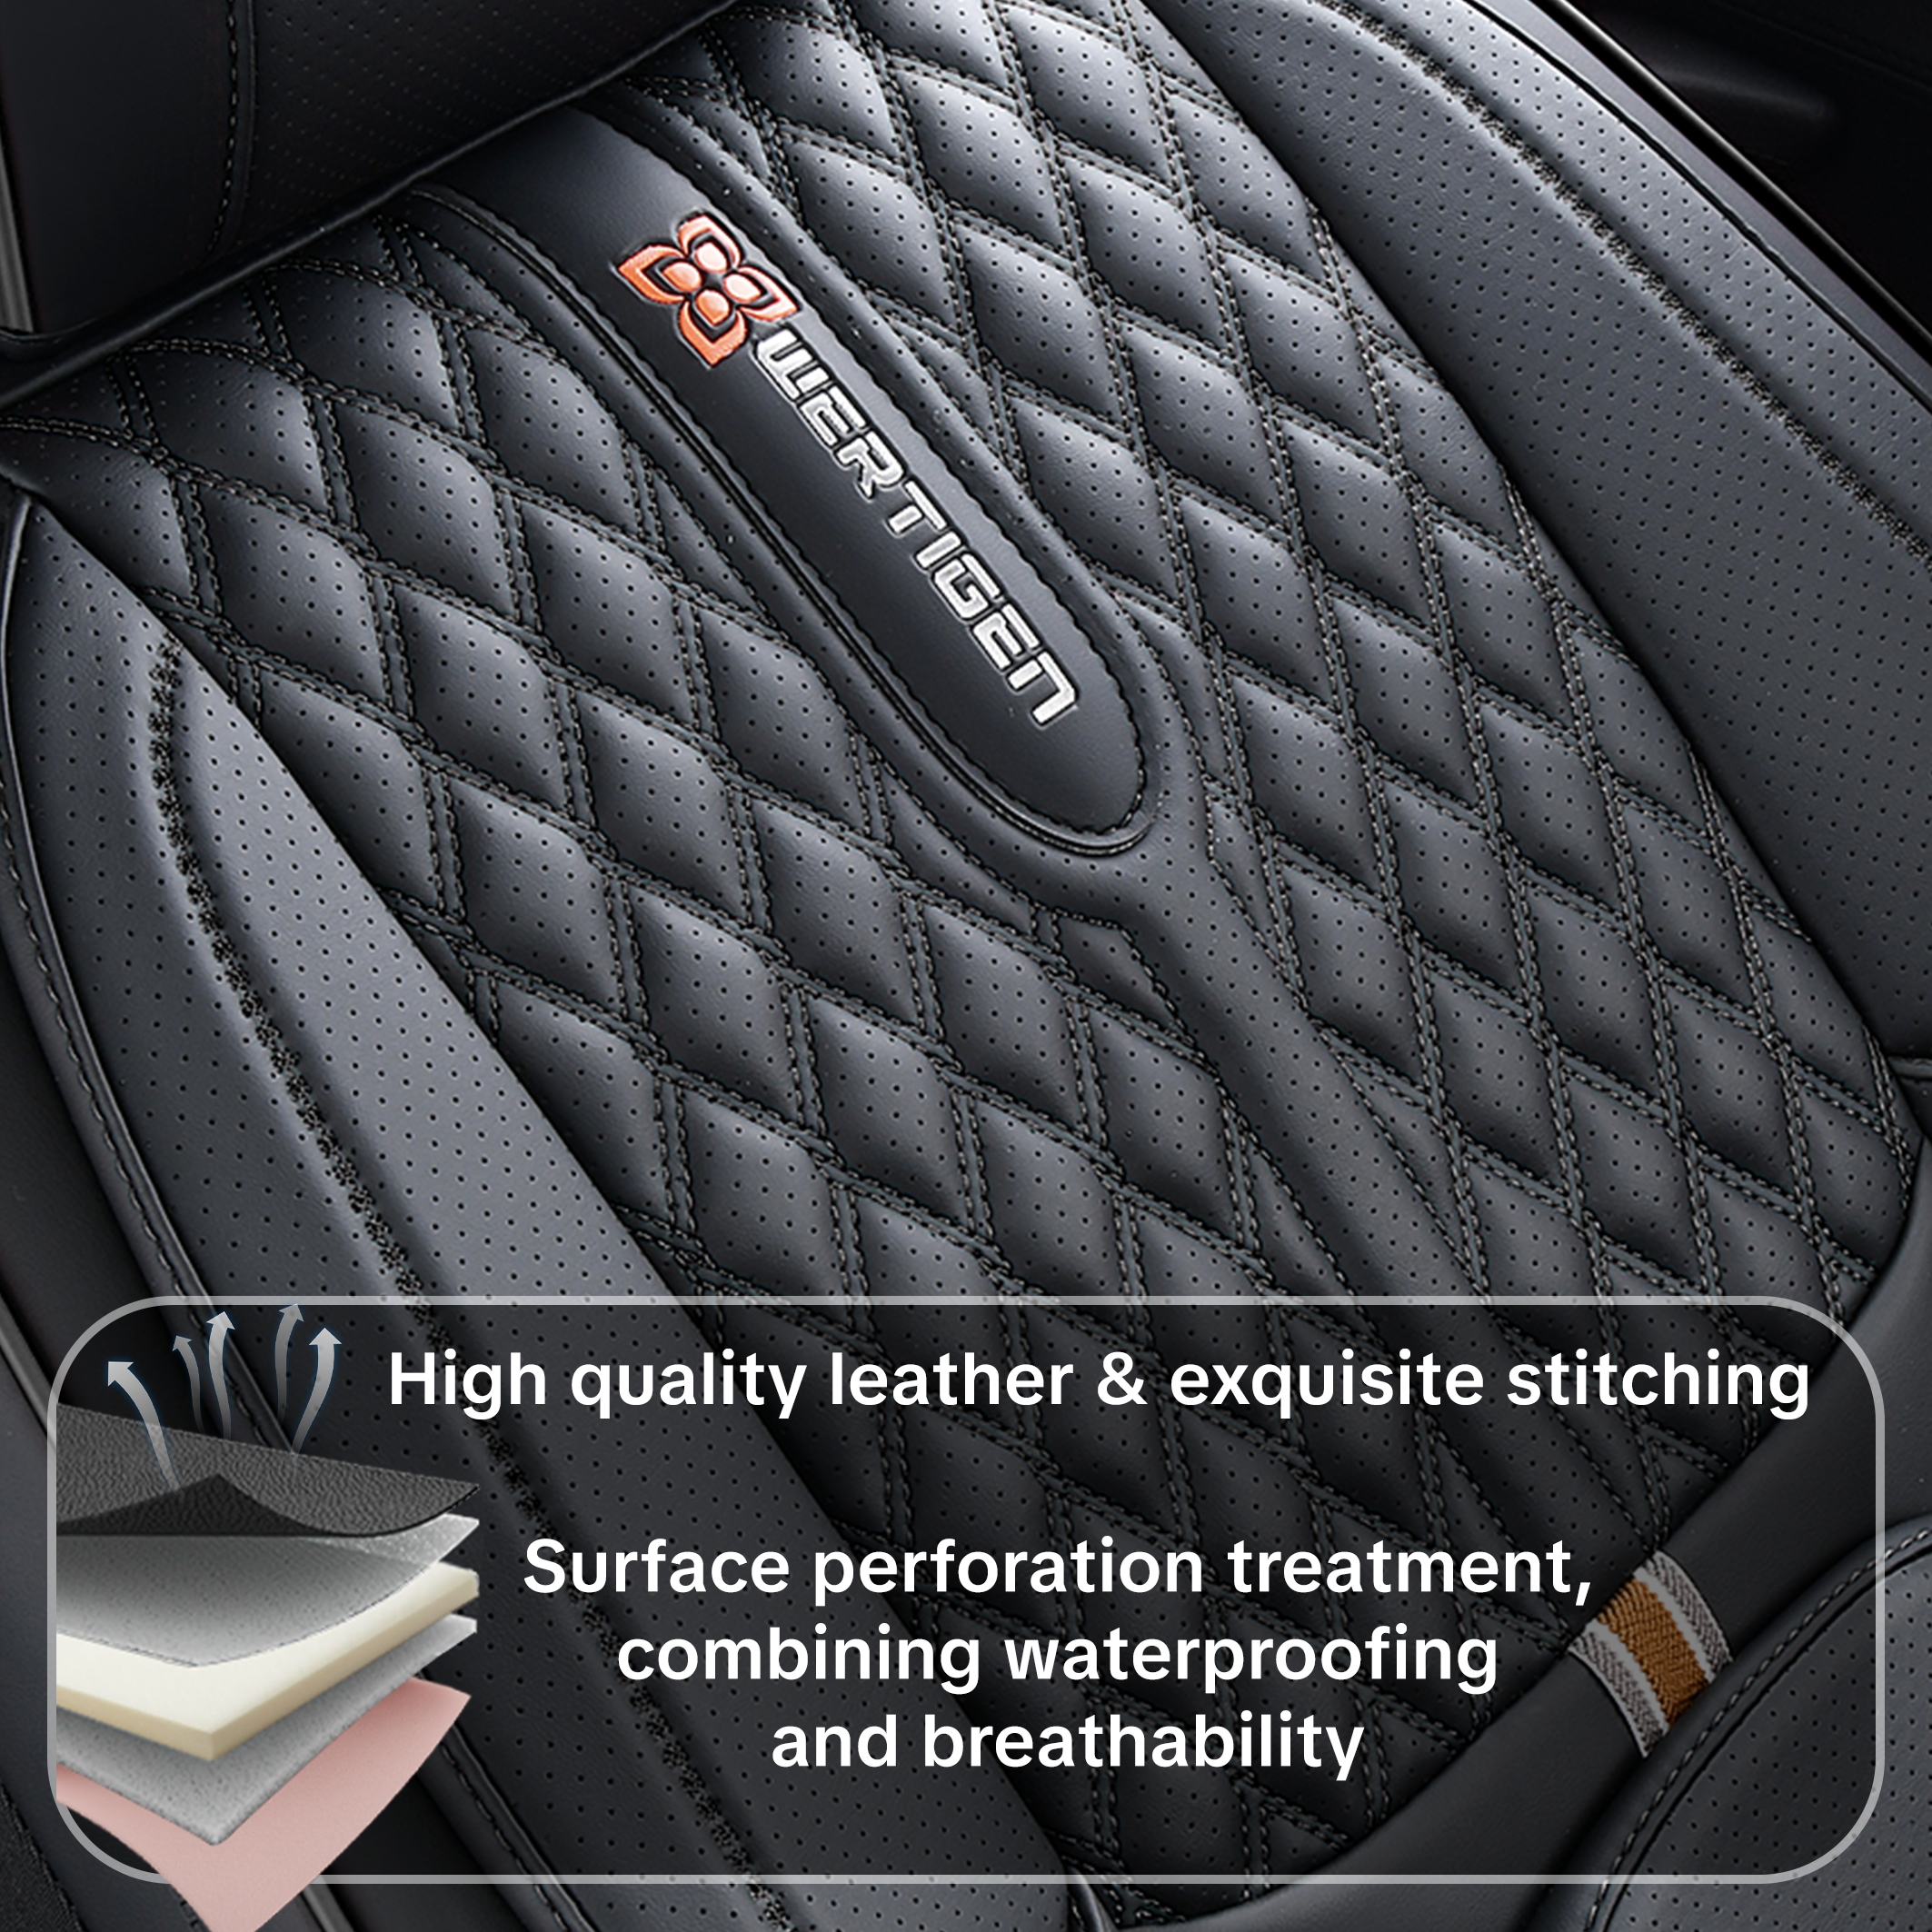 WERTIGEN
High quality leather & exquisite stitching
Surface perforation treatment,
combining waterproofing
and breathability